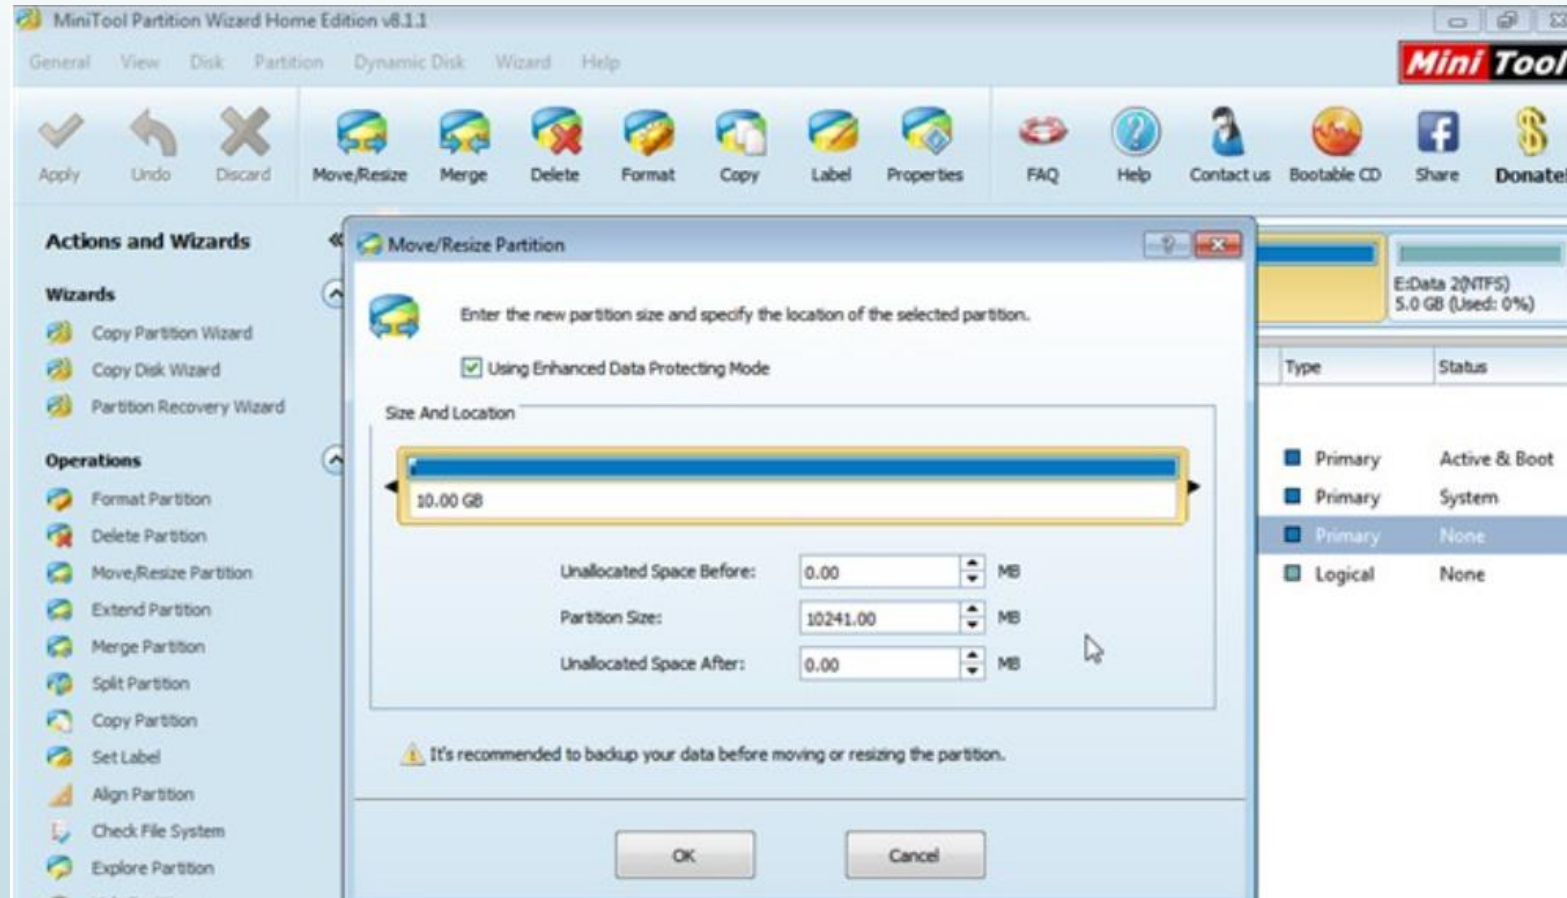 MiniTool Partition Wizard Home Edition v8.1.1
General View Disk Partition Dynamic Disk Wizard Help
Mini Tool
Apply Undo Discard Move/Resize Merge Delete Format Copy Label Properties FAQ Help Contact us Bootable CD Share Donate!
Actions and Wizards
Move/Resize Partition
Wizards
Copy Partition Wizard
Copy Disk Wizard
Partition Recovery Wizard
Operations
Format Partition
Delete Partition
Move/Resize Partition
Extend Partition
Merge Partition
Split Partition
Copy Partition
Set Label
Align Partition
Check File System
Explore Partition
Enter the new partition size and specify the location of the selected partition.
Using Enhanced Data Protecting Mode
Size And Location
10.00 GB
Unallocated Space Before: 0.00 MB
Partition Size: 10241.00 MB
Unallocated Space After: 0.00 MB
It's recommended to backup your data before moving or resizing the partition.
OK Cancel
E:Data 2(NTFS)
5.0 GB (Used: 0%)
Type Status
Primary Active & Boot
Primary System
Primary None
Logical None